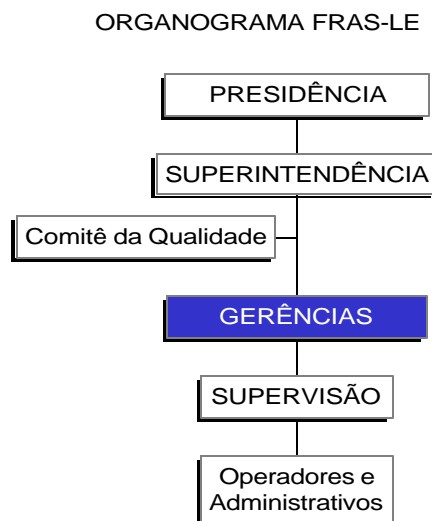 ORGANOGRAMA FRAS-LE
PRESIDÊNCIA
SUPERINTENDÊNCIA
Comitê da Qualidade
GERÊNCIAS
SUPERVISÃO
Operadores e
Administrativos